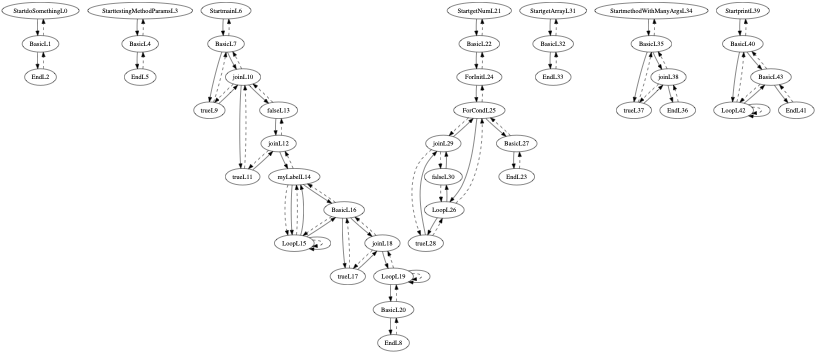 StartdoSomethingL0
StarttestingMethodParamsL3
StartmainL6
StartgetNumL21
StartgetArrayL31
StartmethodWithManyArgsL34
StartprintL39
BasicL1
BasicL4
BasicL7
BasicL22
BasicL32
BasicL35
BasicL40
EndL2
EndL5
joinL10
ForInitL24
EndL33
joinL38
BasicL43
trueL9
falseL13
ForCondL25
trueL37
EndL36
LoopL42
EndL41
joinL12
joinL29
BasicL27
trueL11
myLabelL14
falseL30
EndL23
BasicL16
LoopL26
LoopL15
joinL18
trueL28
trueL17
LoopL19
BasicL20
EndL8